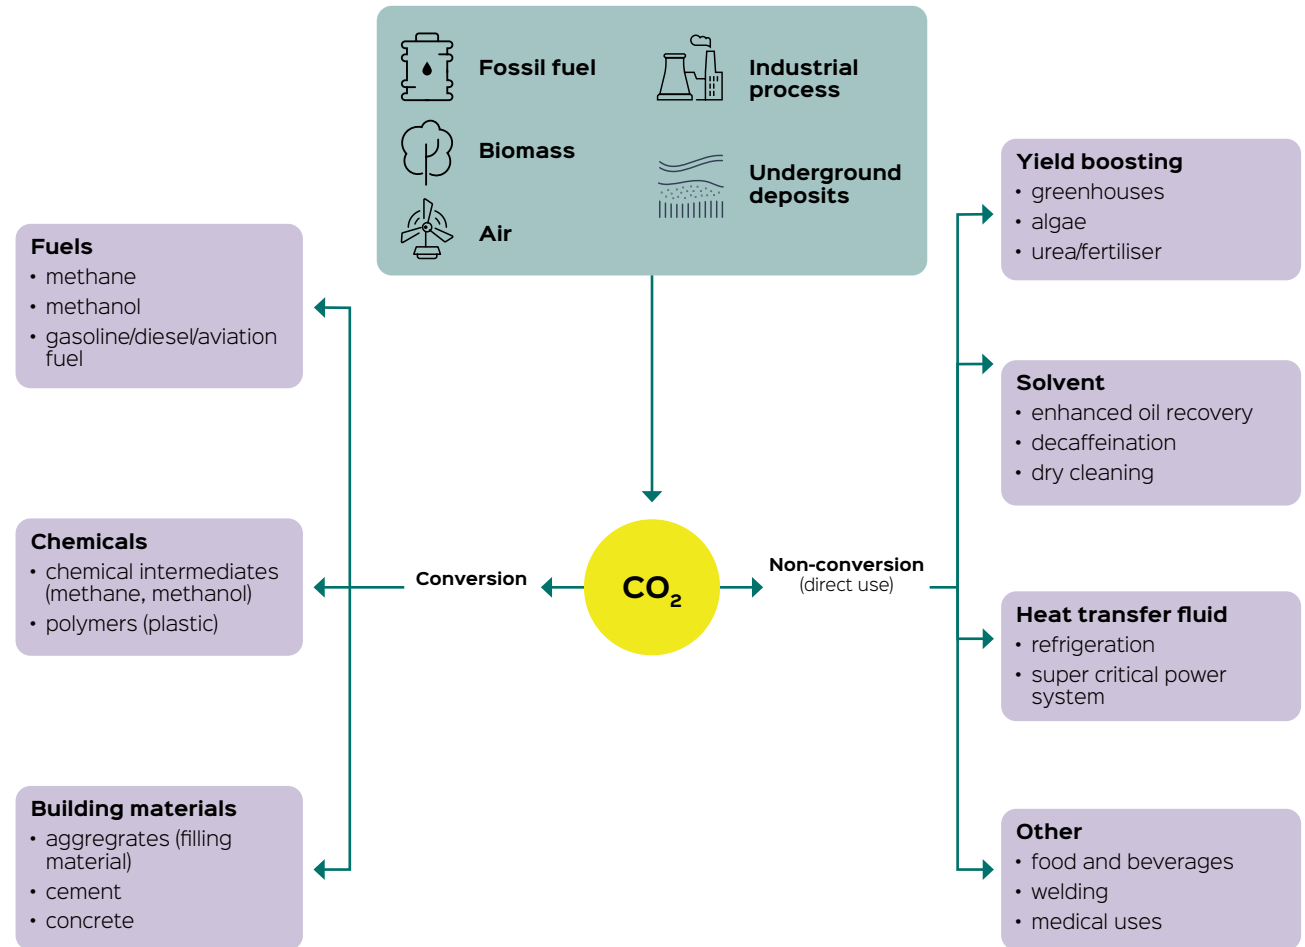 Fossil fuel
Biomass
Air
Industrial
process
Underground
deposits
Fuels
• methane
• methanol
• gasoline/diesel/aviation
fuel
Chemicals
• chemical intermediates
(methane, methanol)
• polymers (plastic)
Building materials
• aggregrates (filling
material)
• cement
• concrete
Conversion
CO₂
Non-conversion
(direct use)
Yield boosting
• greenhouses
• algae
• urea/fertiliser
Solvent
• enhanced oil recovery
• decaffeination
• dry cleaning
Heat transfer fluid
• refrigeration
• super critical power
system
Other
• food and beverages
• welding
• medical uses